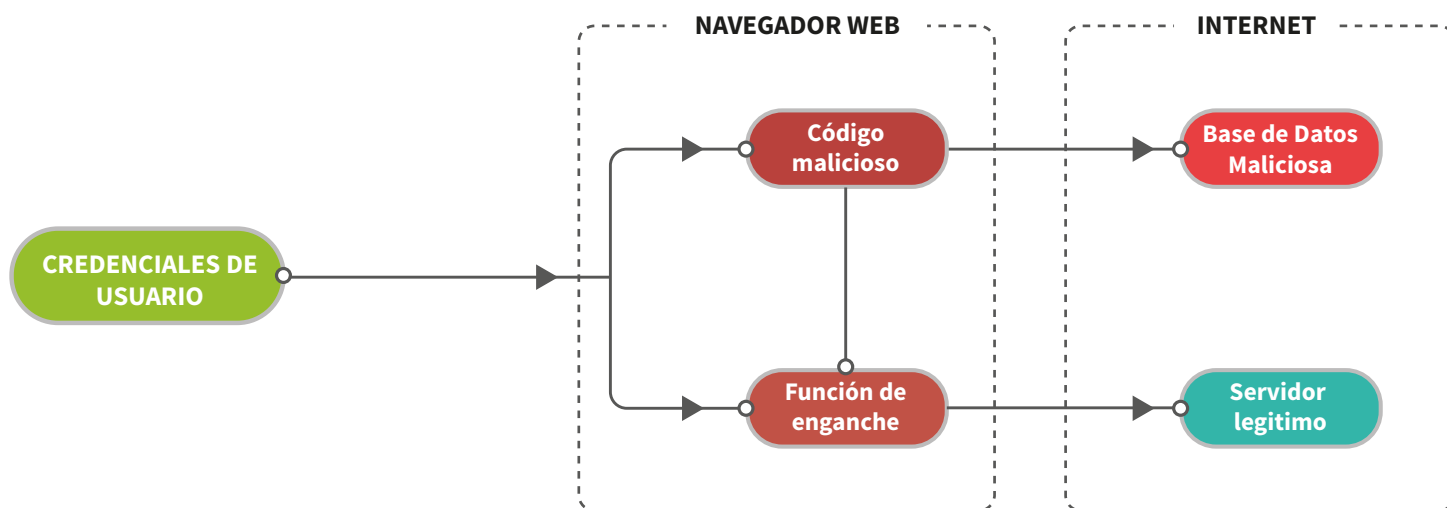 NAVEGADOR WEB
INTERNET
Código
malicioso
Base de Datos
Maliciosa
CREDENCIALES DE
USUARIO
Función de
enganche
Servidor
legitimo